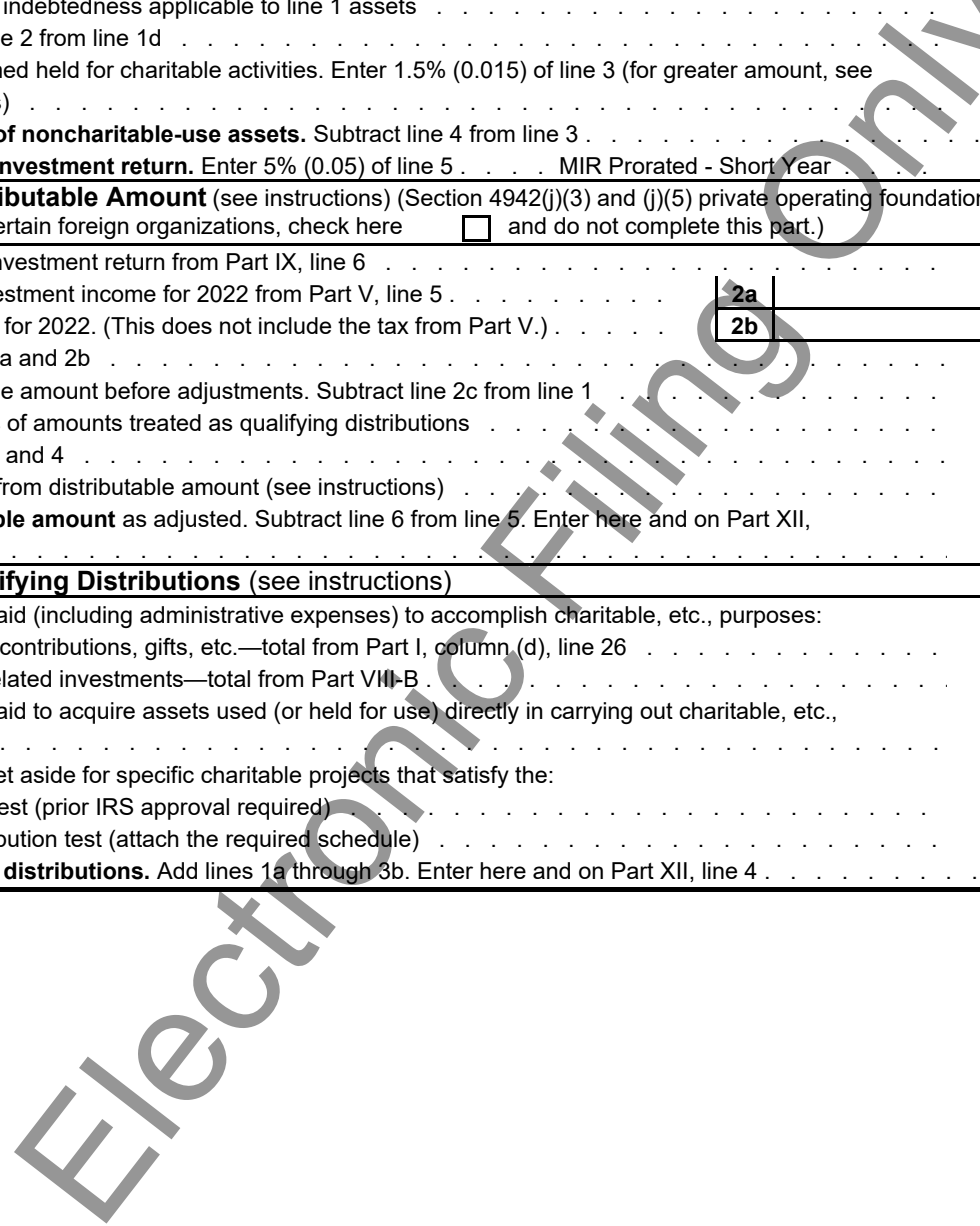 indebtedness applicable to line 1 assets . . . . . . . . . . . . . . . . . . . .
e 2 from line 1d . . . . . . . . . . . . . . . . . . . . . . . . . . . . . .
ned held for charitable activities. Enter 1.5% (0.015) of line 3 (for greater amount, see
s) . . . . . . . . . . . . . . . . . . . . . . . . . . . . . . . . . . .
of noncharitable-use assets. Subtract line 4 from line 3 . . . . . . . . . . . . . . . .
investment return. Enter 5% (0.05) of line 5 . . . . MIR Prorated - Short Year . . . .
ibutable Amount (see instructions) (Section 4942(j)(3) and (j)(5) private operating foundation
ertain foreign organizations, check here and do not complete this part.)
nvestment return from Part IX, line 6 . . . . . . . . . . . . . . . . . . . . . .
estment income for 2022 from Part V, line 5 . . . . . . . . . 2a
for 2022. (This does not include the tax from Part V.) . . . . . 2b
a and 2b . . . . . . . . . . . . . . . . . . . . . . . . . . . . . . . . .
e amount before adjustments. Subtract line 2c from line 1 . . . . . . . . . . . . .
s of amounts treated as qualifying distributions . . . . . . . . . . . . . . . . . .
and 4 . . . . . . . . . . . . . . . . . . . . . . . . . . . . . . . . . .
from distributable amount (see instructions) . . . . . . . . . . . . . . . . . . .
ble amount as adjusted. Subtract line 6 from line 5. Enter here and on Part XII,
. . . . . . . . . . . . . . . . . . . . . . . . . . . . . . . . . . . . .
ifying Distributions (see instructions)
aid (including administrative expenses) to accomplish charitable, etc., purposes:
contributions, gifts, etc.—total from Part I, column (d), line 26 . . . . . . . . . . . .
elated investments—total from Part VIII-B . . . . . . . . . . . . . . . . . . . . .
aid to acquire assets used (or held for use) directly in carrying out charitable, etc.,
. . . . . . . . . . . . . . . . . . . . . . . . . . . . . . . . . . . .
et aside for specific charitable projects that satisfy the:
est (prior IRS approval required) . . . . . . . . . . . . . . . . . . . . . . .
bution test (attach the required schedule) . . . . . . . . . . . . . . . . . . . .
distributions. Add lines 1a through 3b. Enter here and on Part XII, line 4 . . . . . . . . .
Electronic Filing Only